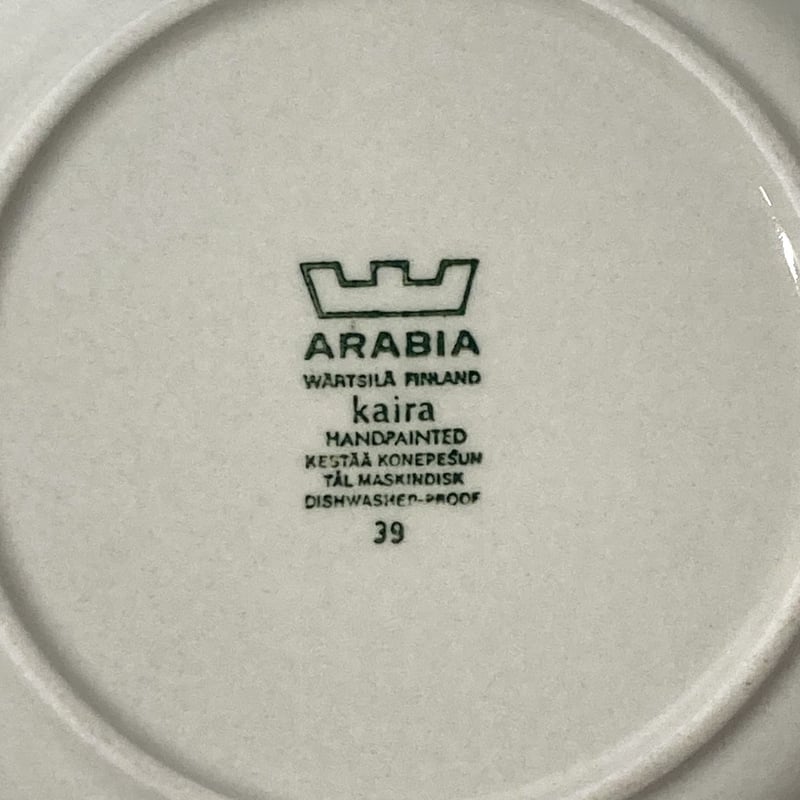 ARABIA
WÄRTSILÄ FINLAND
kaira
HANDPAINTED
KESTÄÄ KONEPESUN
TÅL MASKINDISK
DISHWASHER-PROOF
39